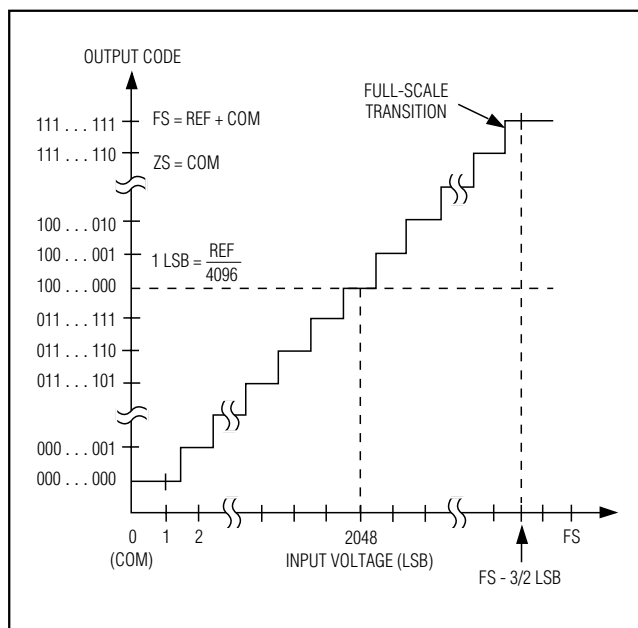 OUTPUT CODE
FULL-SCALE
TRANSITION
111 . . . 111
FS = REF + COM
111 . . . 110
ZS = COM
100 . . . 010
100 . . . 001
1 LSB = REF
4096
100 . . . 000
011 . . . 111
011 . . . 110
011 . . . 101
000 . . . 001
000 . . . 000
0 1 2 2048 FS
(COM)
INPUT VOLTAGE (LSB)
FS - 3/2 LSB